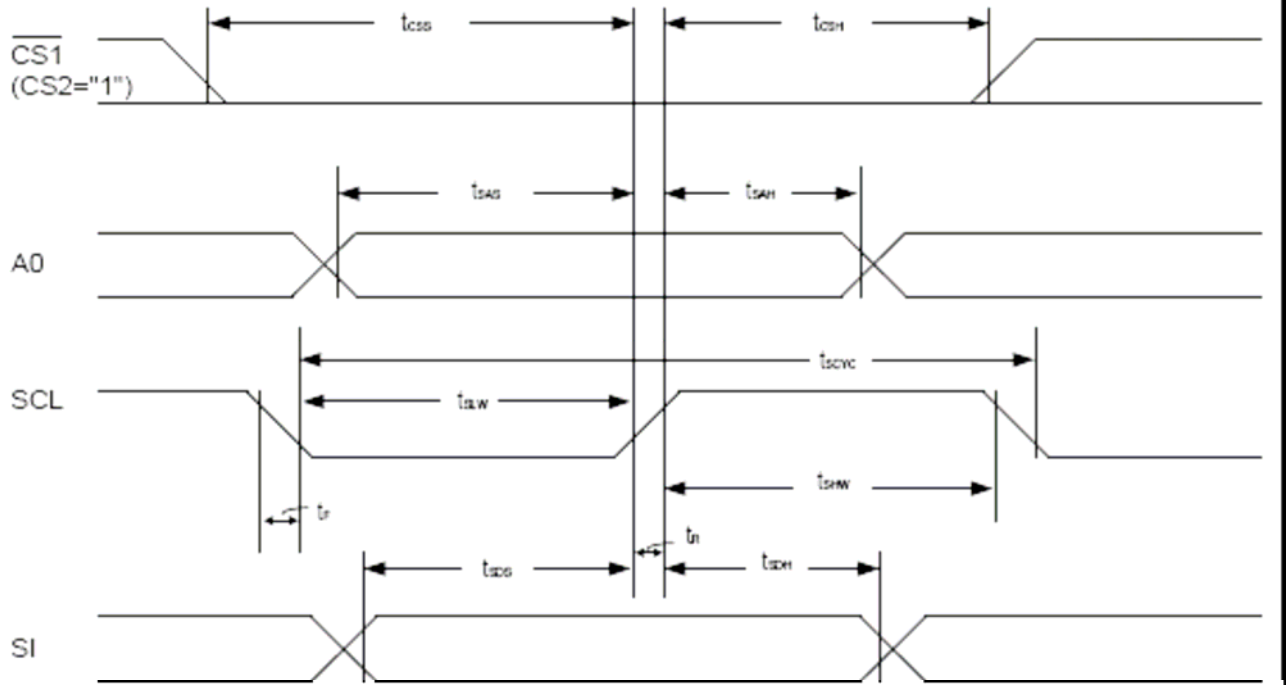 tCSS
tCSH
CS1
(CS2="1")
tSAS
tSAH
A0
tSCYC
SCL
tSLW
tSHW
tF
tR
tSDS
tSDH
SI